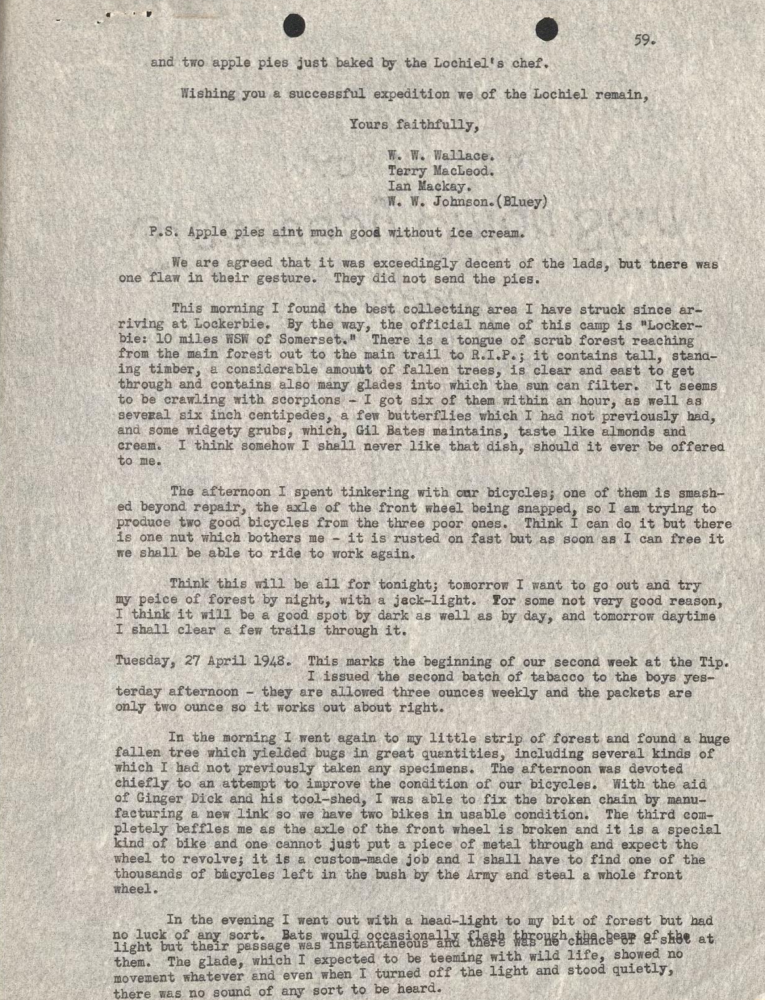 59.
and two apple pies just baked by the Lochiel's chef.
Wishing you a successful expedition we of the Lochiel remain,
Yours faithfully,
W. W. Wallace.
Terry MacLeod.
Ian Mackay.
W. W. Johnson.(Bluey)
P.S. Apple pies aint much good without ice cream.
We are agreed that it was exceedingly decent of the lads, but there was
one flaw in their gesture. They did not send the pies.
This morning I found the best collecting area I have struck since ar-
riving at Lockerbie. By the way, the official name of this camp is "Locker-
bie: 10 miles WSW of Somerset." There is a tongue of scrub forest reaching
from the main forest out to the main trail to R.I.P.; it contains tall, stand-
ing timber, a considerable amount of fallen trees, is clear and east to get
through and contains also many glades into which the sun can filter. It seems
to be crawling with scorpions - I got six of them within an hour, as well as
several six inch centipedes, a few butterflies which I had not previously had,
and some widgety grubs, which, Gil Bates maintains, taste like almonds and
cream. I think somehow I shall never like that dish, should it ever be offered
to me.
The afternoon I spent tinkering with our bicycles; one of them is smash-
ed beyond repair, the axle of the front wheel being snapped, so I am trying to
produce two good bicycles from the three poor ones. Think I can do it but there
is one nut which bothers me - it is rusted on fast but as soon as I can free it
we shall be able to ride to work again.
Think this will be all for tonight; tomorrow I want to go out and try
my peice of forest by night, with a jack-light. For some not very good reason,
I think it will be a good spot by dark as well as by day, and tomorrow daytime
I shall clear a few trails through it.
Tuesday, 27 April 1948. This marks the beginning of our second week at the Tip.
I issued the second batch of tobacco to the boys yes-
terday afternoon - they are allowed three ounces weekly and the packets are
only two ounce so it works out about right.
In the morning I went again to my little strip of forest and found a huge
fallen tree which yielded bugs in great quantities, including several kinds of
which I had not previously taken any specimens. The afternoon was devoted
chiefly to an attempt to improve the condition of our bicycles. With the aid
of Ginger Dick and his tool-shed, I was able to fix the broken chain by manu-
facturing a new link so we have two bikes in usable condition. The third com-
pletely baffles me as the axle of the front wheel is broken and it is a special
kind of bike and one cannot just put a piece of metal through and expect the
wheel to revolve; it is a custom-made job and I shall have to find one of the
thousands of bicycles left in the bush by the Army and steal a whole front
wheel.
In the evening I went out with a head-light to my bit of forest but had
no luck of any sort. Bats would occasionally flash through the beam of the
light but their passage was instantaneous and there was no chance of a shot at
them. The glade, which I expected to be teeming with wild life, showed no
movement whatever and even when I turned off the light and stood quietly,
there was no sound of any sort to be heard.